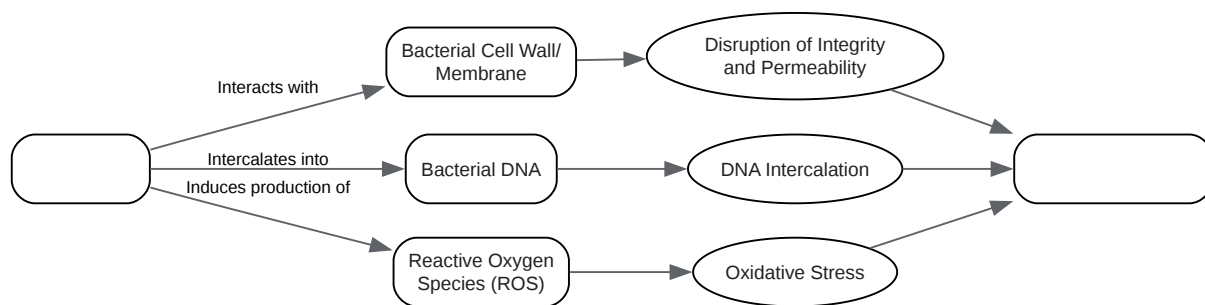 Bacterial Cell Wall/
Membrane
Disruption of Integrity
and Permeability
Interacts with
Intercalates into
Bacterial DNA
DNA Intercalation
Induces production of
Reactive Oxygen
Species (ROS)
Oxidative Stress